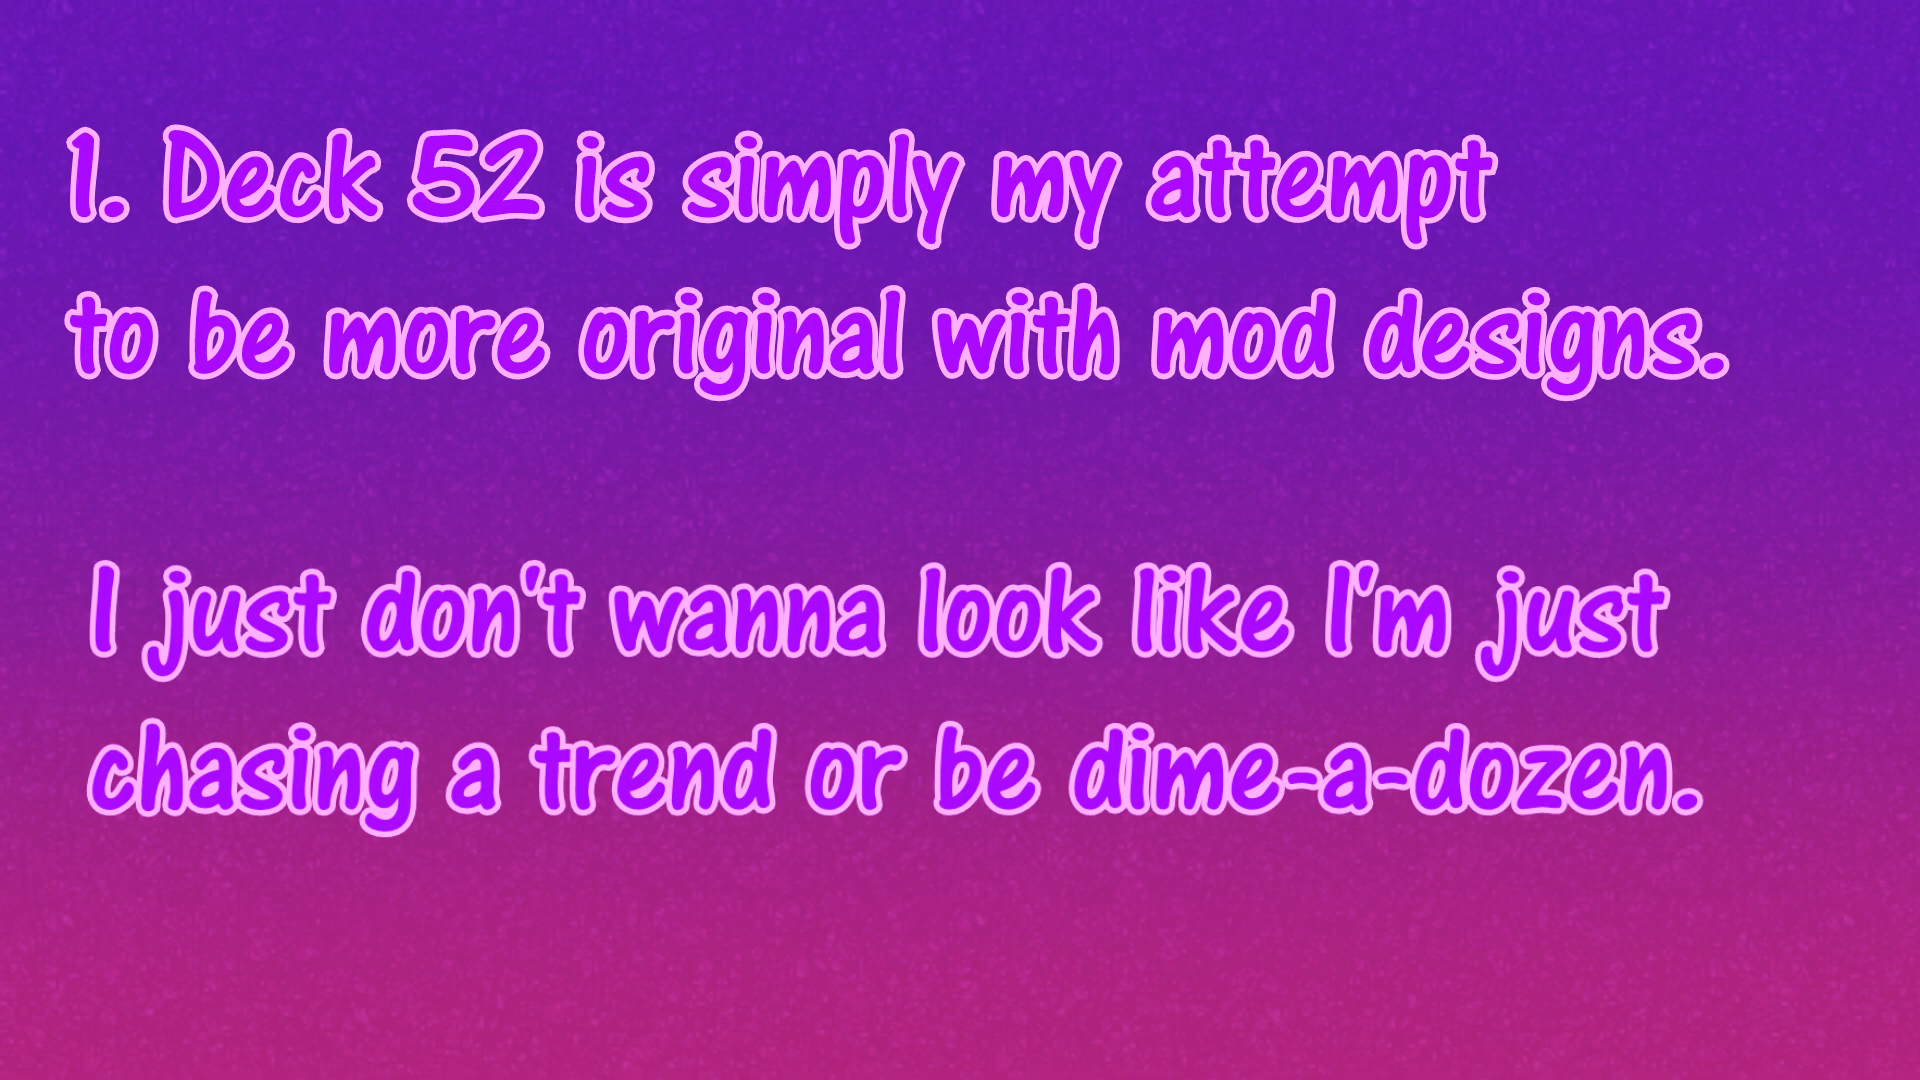 1. Deck 52 is simply my attempt
to be more original with mod designs.
I just don't wanna look like I'm just
chasing a trend or be dime-a-dozen.